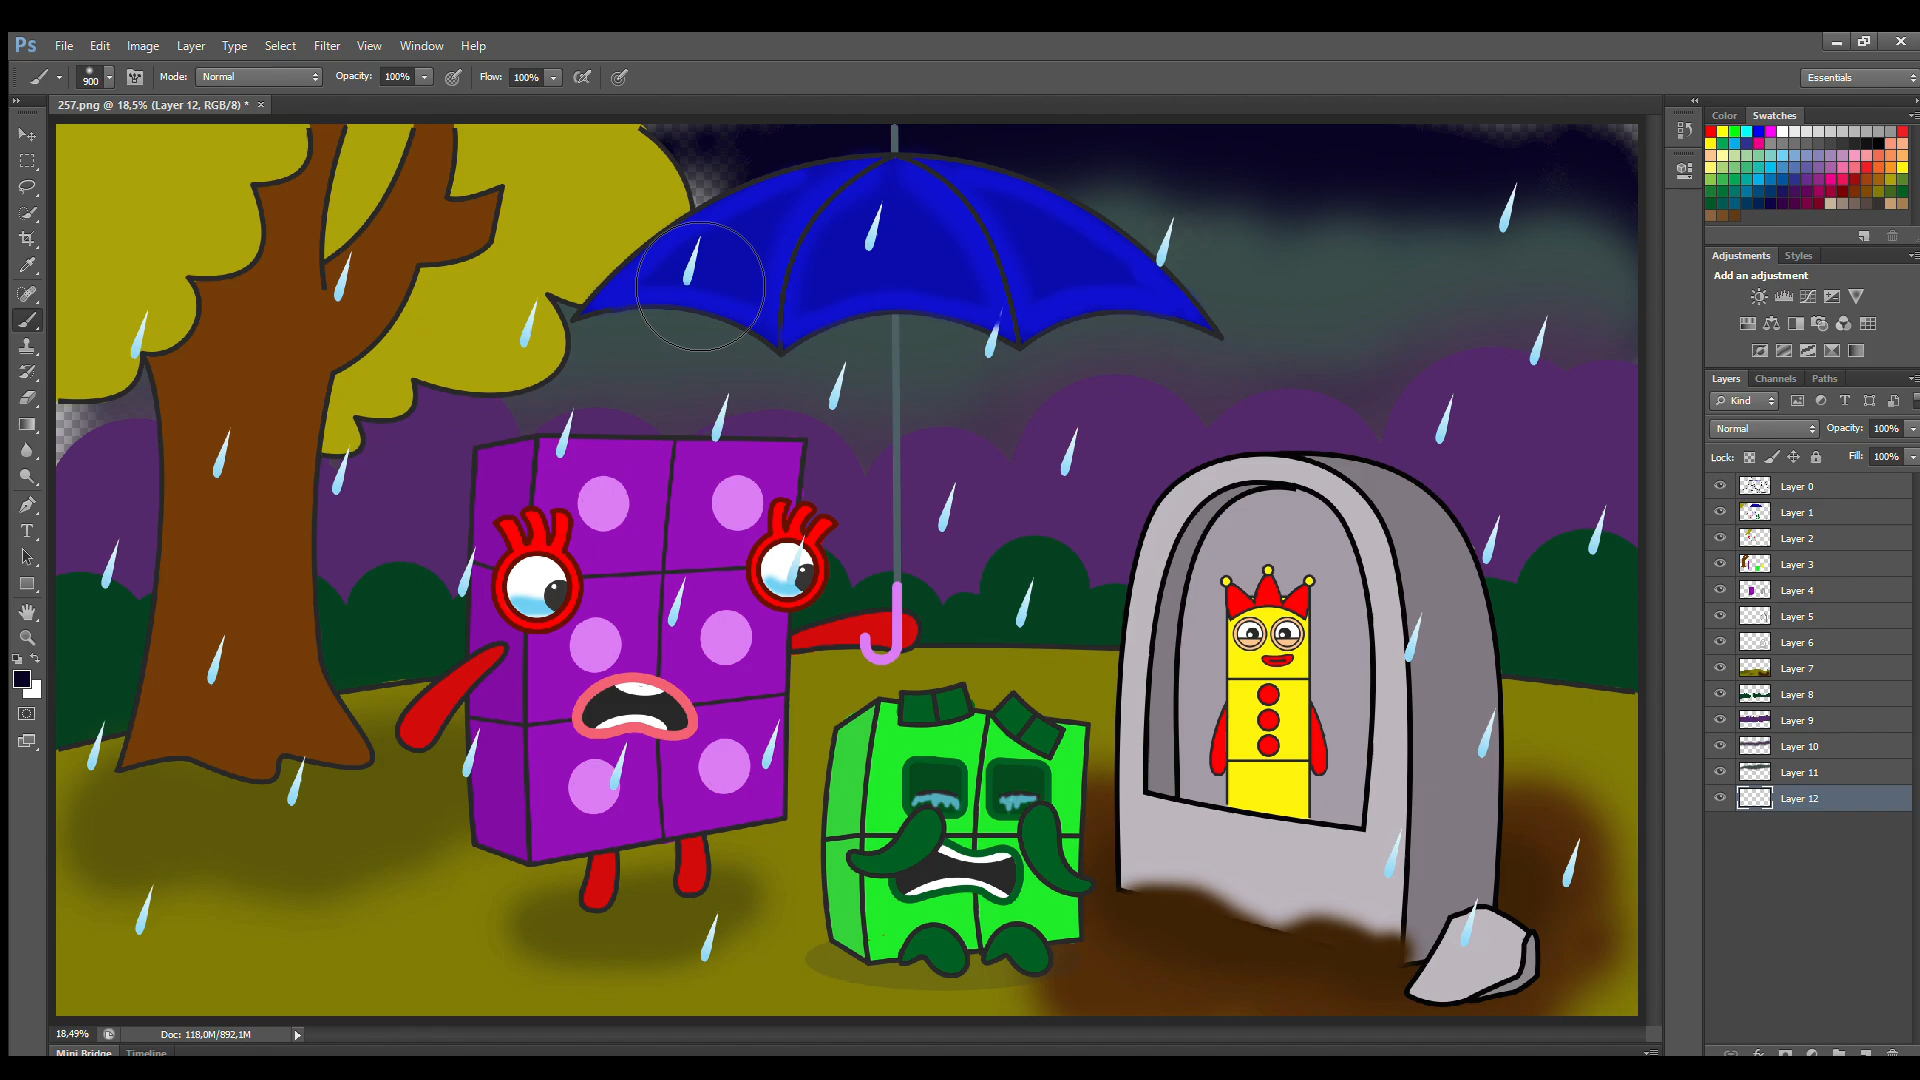 Ps File Edit Image Layer Type Select Filter View Window Help
900 Mode: Normal Opacity: 100% Flow: 100% Essentials
257.png @ 18,5% (Layer 12, RGB/8) * ×
Color Swatches
Adjustments Styles
Add an adjustment
Layers Channels Paths
Kind
Normal Opacity: 100%
Lock: Fill: 100%
Layer 0
Layer 1
Layer 2
Layer 3
Layer 4
Layer 5
Layer 6
Layer 7
Layer 8
Layer 9
Layer 10
Layer 11
Layer 12
18,49% Doc: 118,0M/892,1M
Mini Bridge Timeline